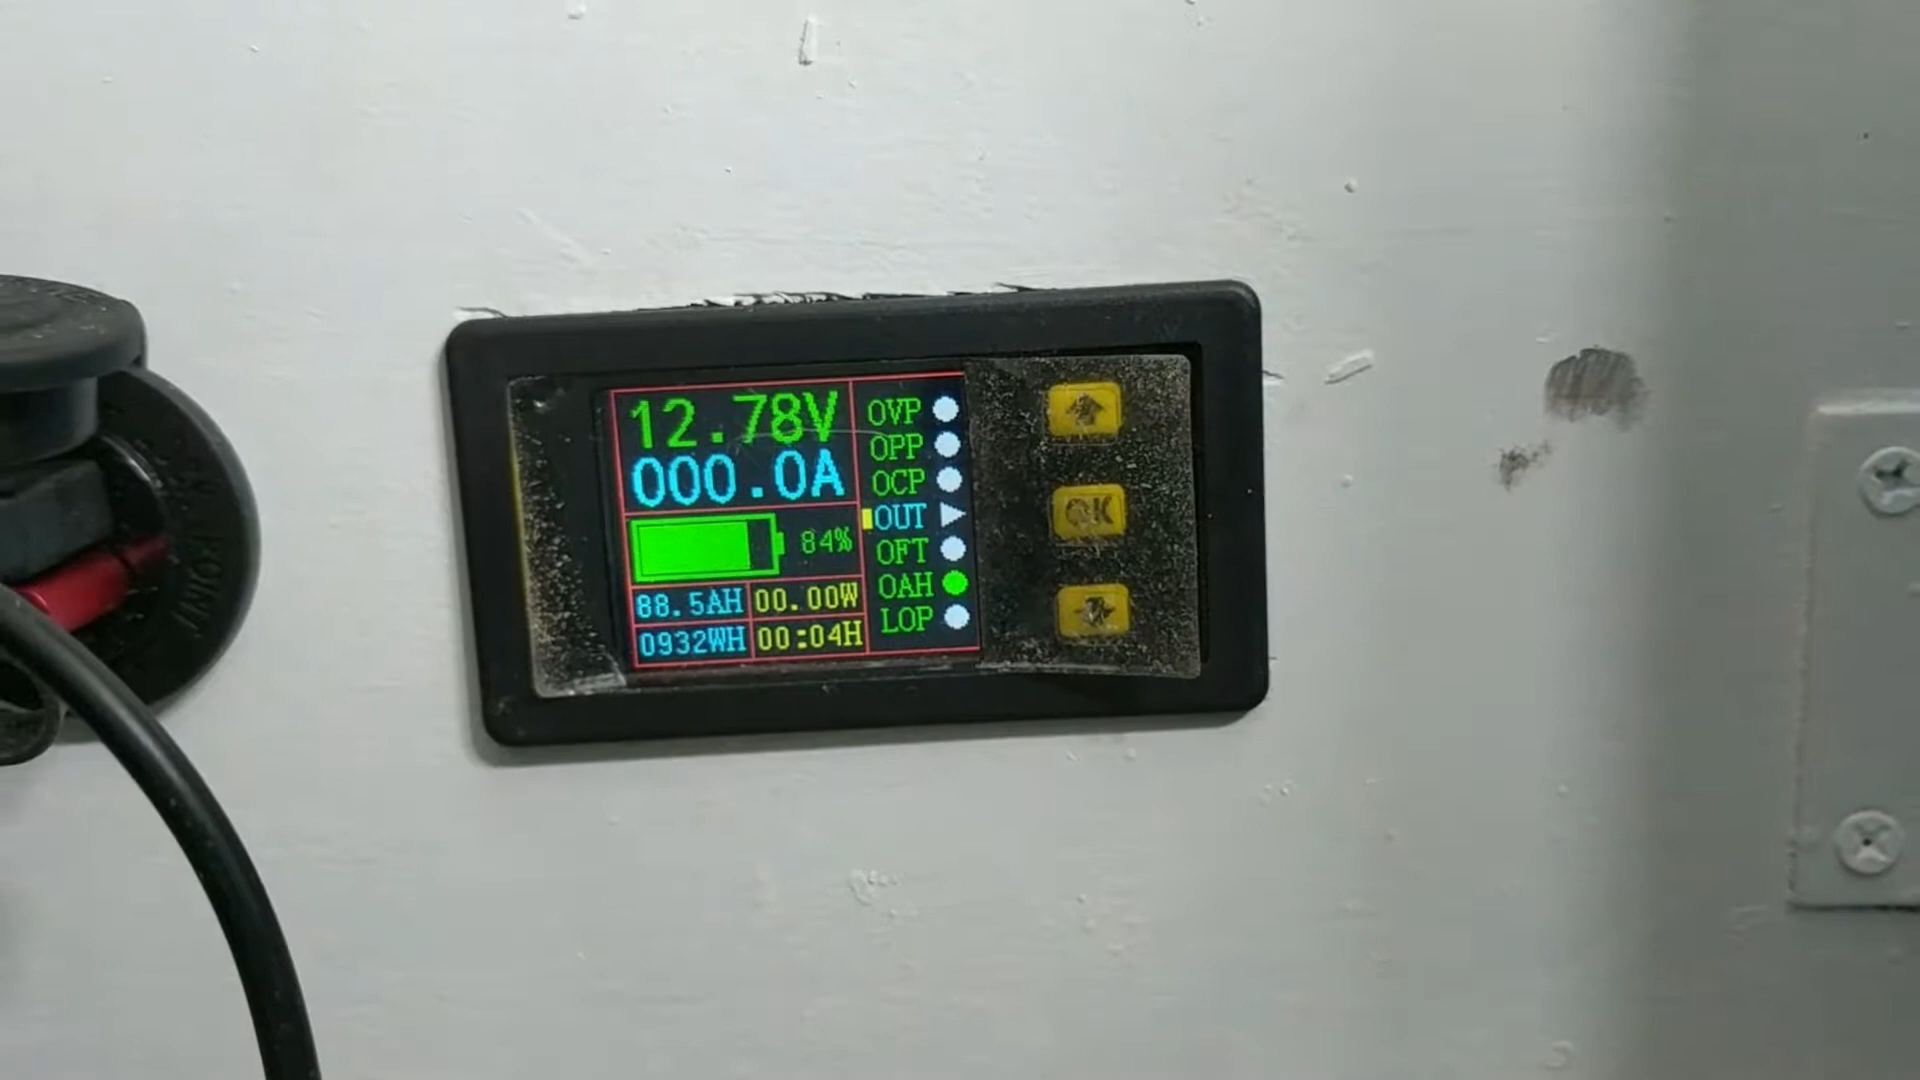 12.78V
000.0A
84%
88.5AH
00.00W
0932WH
00:04H
OVP
OPP
OCP
OUT
OFT
OAH
LOP
OK